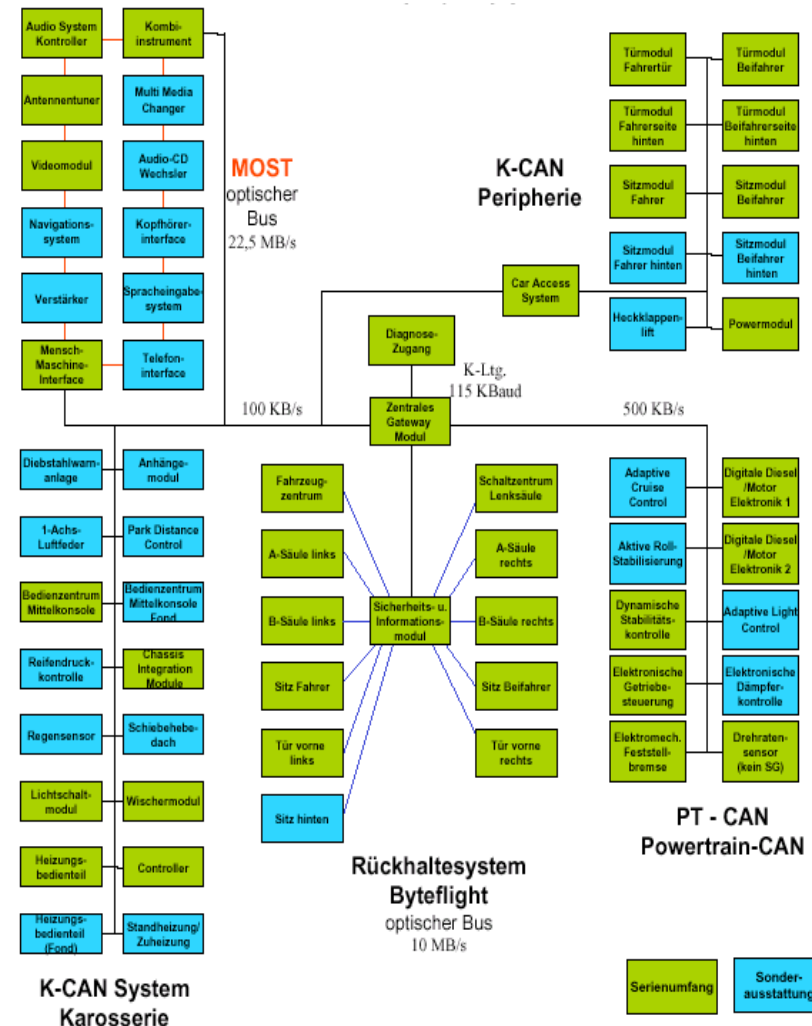 Audio System
Kontroller
Kombi-
instrument
Antennentuner
Multi Media
Changer
Videomodul
Audio-CD
Wechsler
Navigations-
system
Kopfhörer-
interface
Verstärker
Spracheingabe-
system
Mensch-
Maschine-
Interface
Telefon-
interface
MOST
optischer
Bus
22,5 MB/s
K-CAN
Peripherie
Türmodul
Fahrertür
Türmodul
Beifahrer
Türmodul
Fahrerseite
hinten
Türmodul
Beifahrerseite
hinten
Sitzmodul
Fahrer
Sitzmodul
Beifahrer
Sitzmodul
Fahrer hinten
Sitzmodul
Beifahrer
hinten
Heckklappen-
lift
Powermodul
Car Access
System
Diagnose-
Zugang
K-Ltg.
115 KBaud
100 KB/s
Zentrales
Gateway
Modul
500 KB/s
Diebstahlwarn-
anlage
Anhänge-
modul
1-Achs-
Luftfeder
Park Distance
Control
Bedienzentrum
Mittelkonsole
Bedienzentrum
Mittelkonsole
Fond
Reifendruck-
kontrolle
Chassis
Integration
Module
Regensensor
Schiebehebe-
dach
Lichtschalt-
modul
Wischermodul
Heizungs-
bedienteil
Controller
Heizungs-
bedienteil
(Fond)
Standheizung/
Zuheizung
K-CAN System
Karosserie
Fahrzeug-
zentrum
Schaltzentrum
Lenksäule
A-Säule links
A-Säule
rechts
B-Säule links
Sicherheits- u.
Informations-
modul
B-Säule rechts
Sitz Fahrer
Sitz Beifahrer
Tür vorne
links
Tür vorne
rechts
Sitz hinten
Rückhaltesystem
Byteflight
optischer Bus
10 MB/s
Adaptive
Cruise
Control
Digitale Diesel
/Motor
Elektronik 1
Aktive Roll-
Stabilisierung
Digitale Diesel
/Motor
Elektronik 2
Dynamische
Stabilitäts-
kontrolle
Adaptive Light
Control
Elektronische
Getriebe-
steuerung
Elektronische
Dämpfer-
kontrolle
Elektromech.
Feststell-
bremse
Drehraten-
sensor
(kein SG)
PT - CAN
Powertrain-CAN
Serienumfang
Sonder-
ausstattung